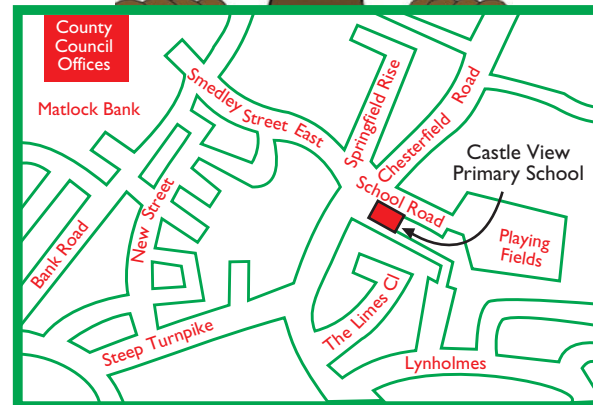 County
Council
Offices
Matlock Bank
Smedley Street East
Springfield Rise
Chesterfield Road
Castle View
Primary School
School Road
Playing
Fields
New Street
Bank Road
The Limes Cl
Steep Turnpike
Lynholmes